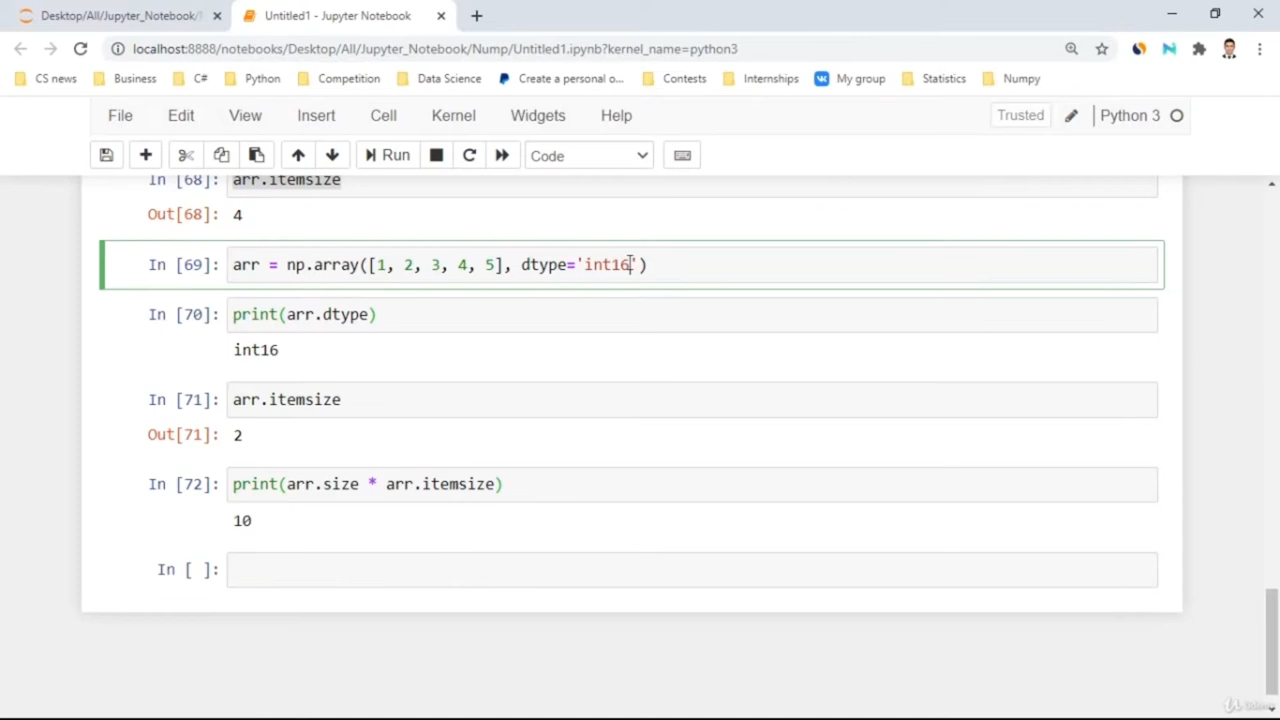 Desktop/All/Jupyter_Notebook/
Untitled1 - Jupyter Notebook
localhost:8888/notebooks/Desktop/All/Jupyter_Notebook/Nump/Untitled1.ipynb?kernel_name=python3
CS news Business C# Python Competition Data Science Create a personal o... Contests Internships My group Statistics Numpy
File Edit View Insert Cell Kernel Widgets Help Trusted Python 3
Run Code
In [68]: arr.itemsize
Out[68]: 4
In [69]: arr = np.array([1, 2, 3, 4, 5], dtype='int16')
In [70]: print(arr.dtype)
int16
In [71]: arr.itemsize
Out[71]: 2
In [72]: print(arr.size * arr.itemsize)
10
In [ ]: